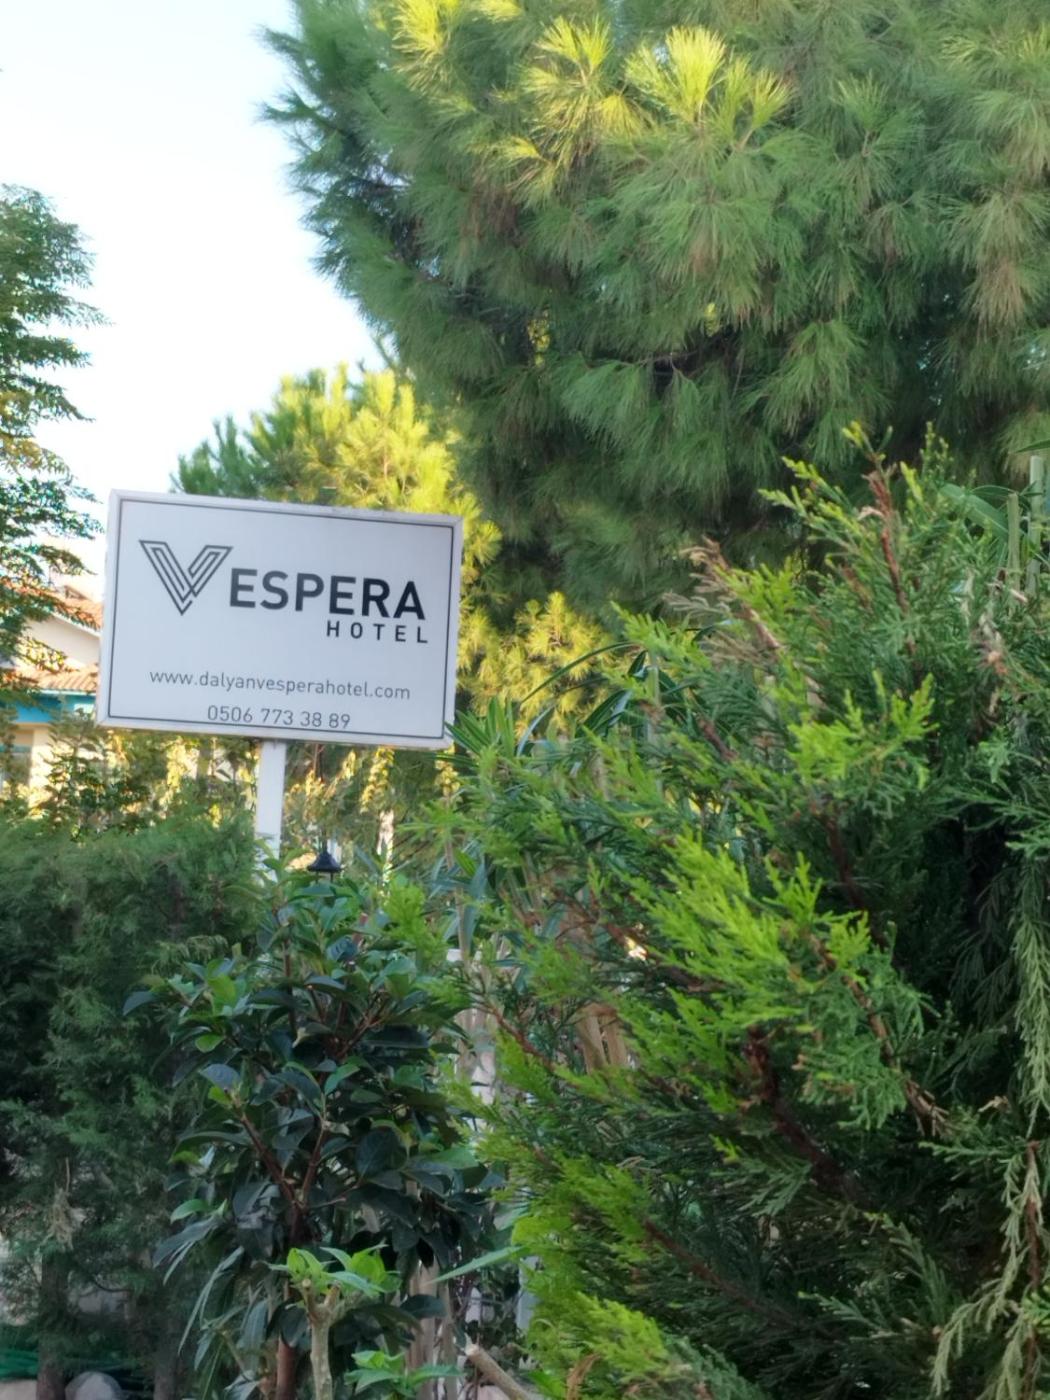 VESPERA
HOTEL
www.dalyanvesperahotel.com
0506 773 38 89